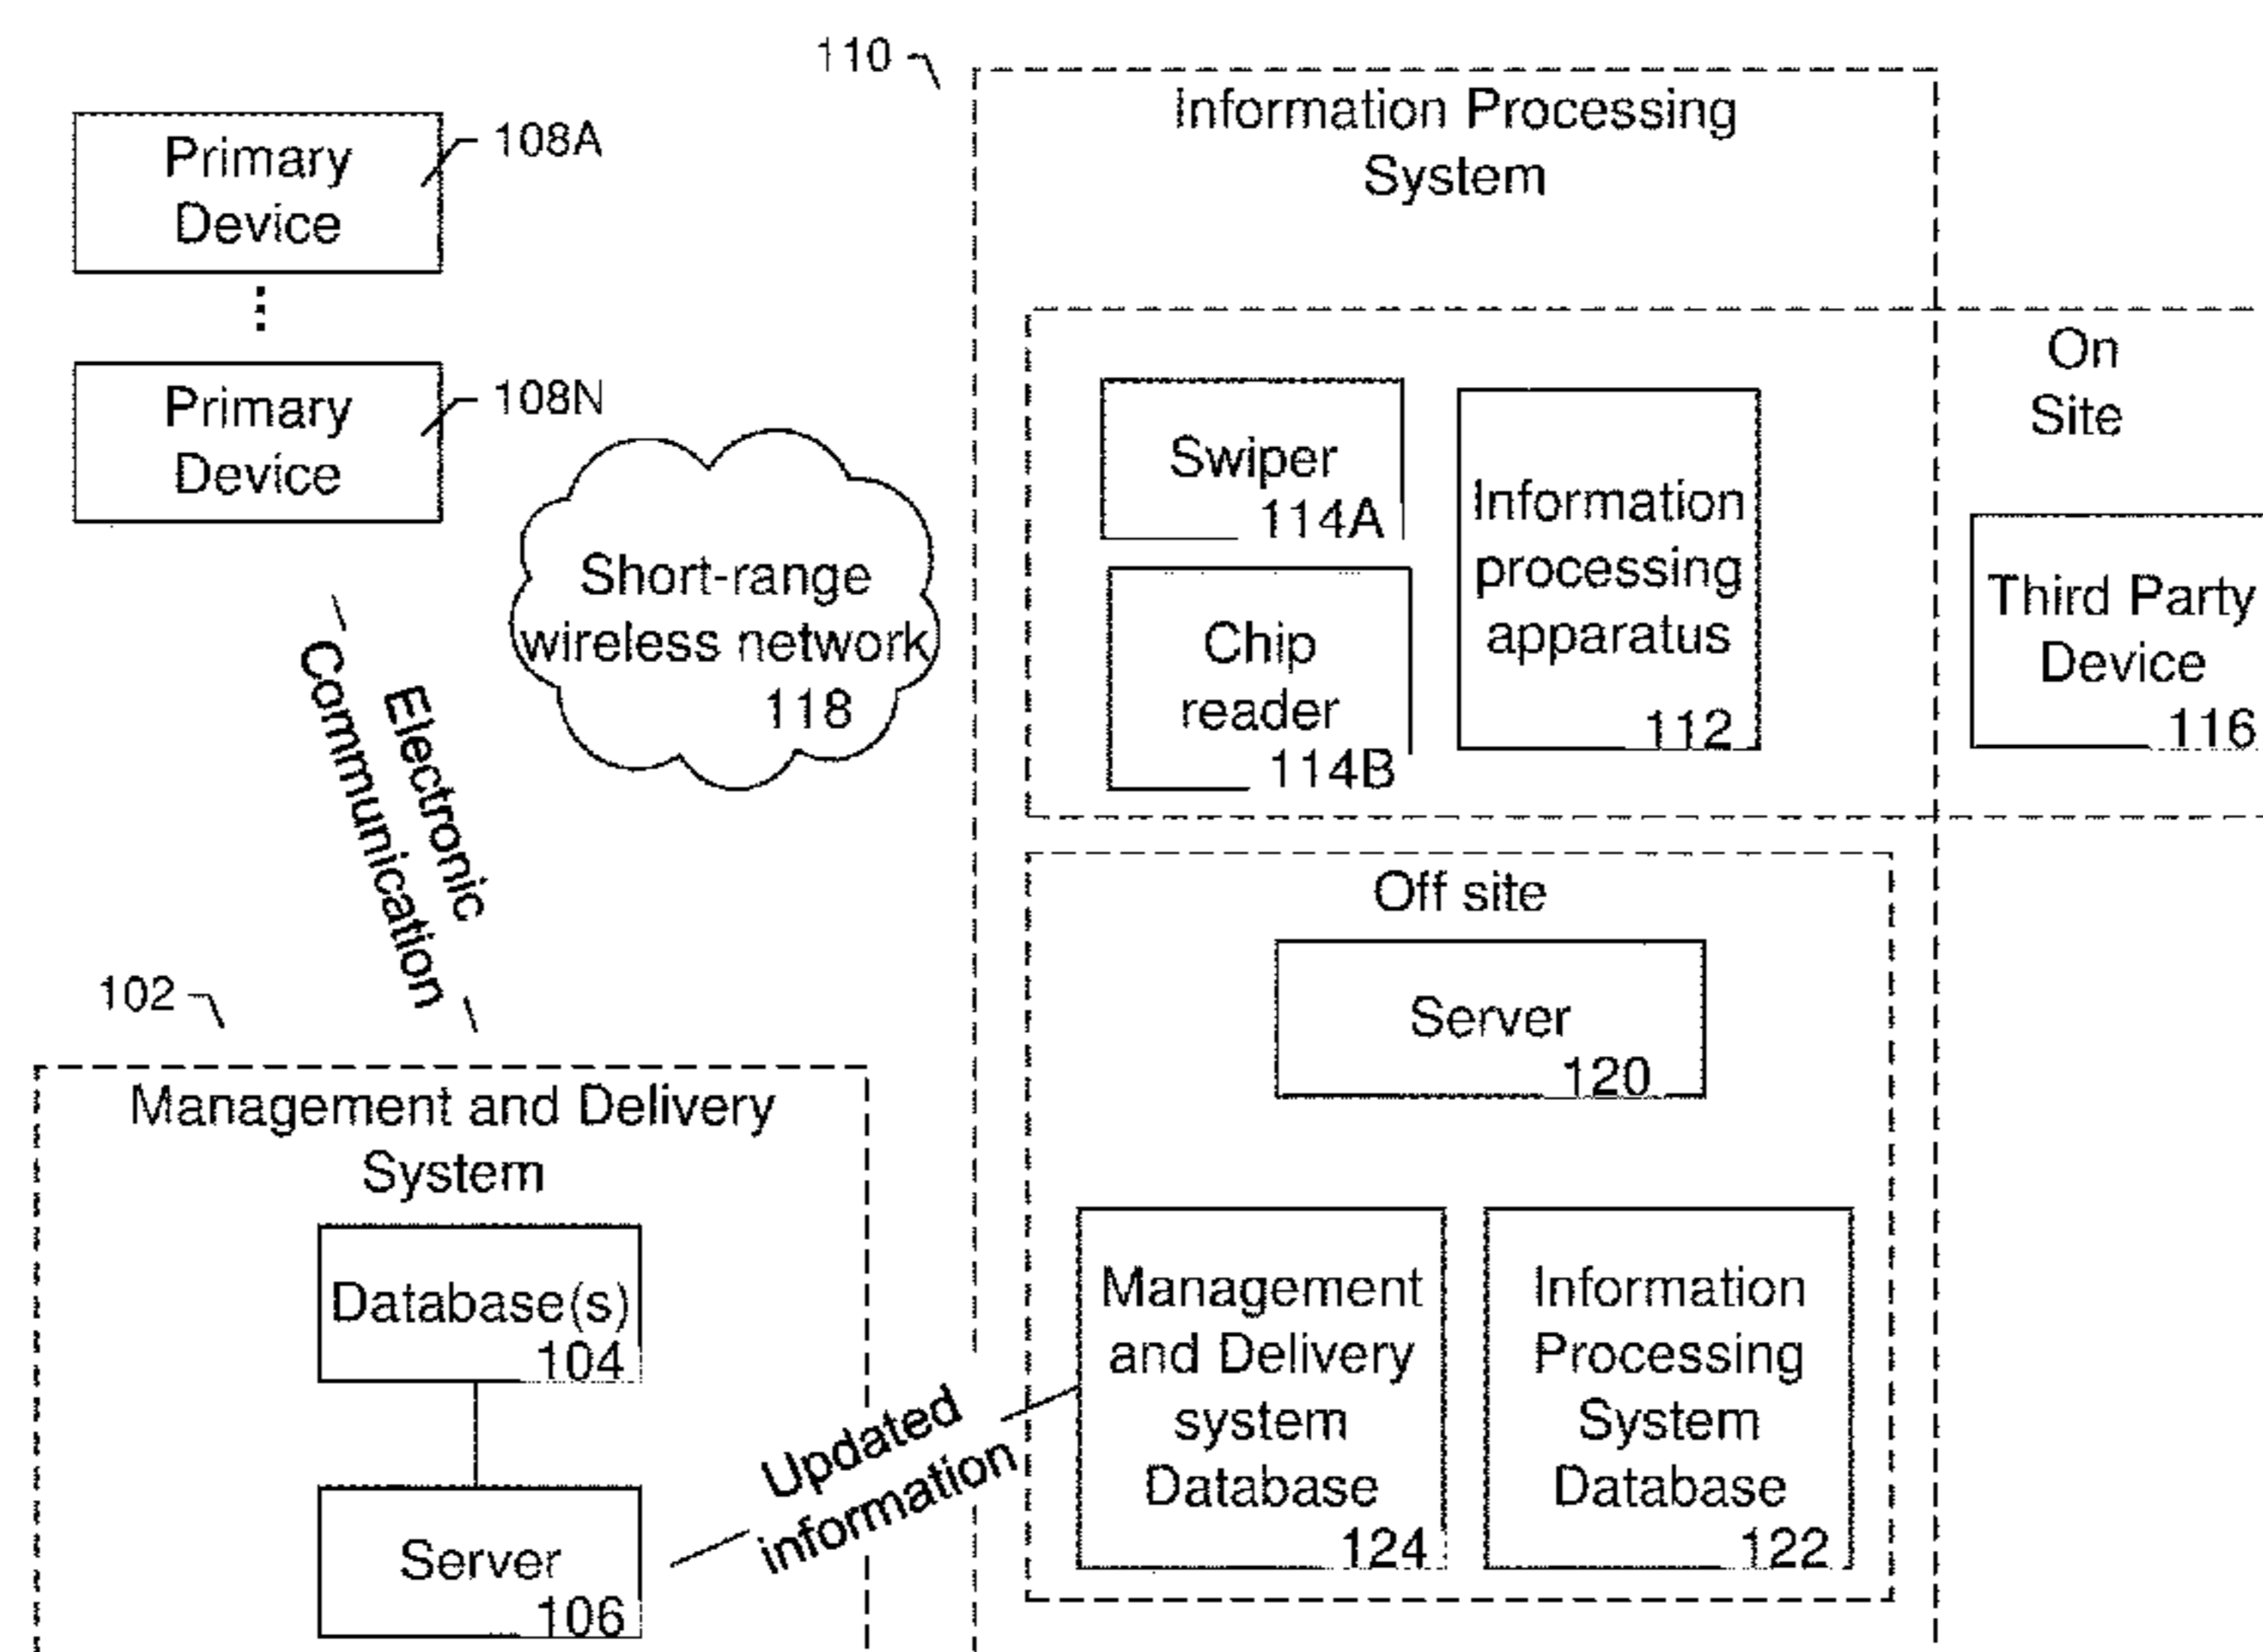 110
Information Processing
System
Primary
Device
108A
Primary
Device
108N
Short-range
wireless network
118
Swiper
114A
Chip
reader
114B
Information
processing
apparatus
112
On
Site
Third Party
Device
116
Electronic
Communication
102
Management and Delivery
System
Database(s)
104
Server
106
Updated
information
Off site
Server
120
Management
and Delivery
system
Database
124
Information
Processing
System
Database
122